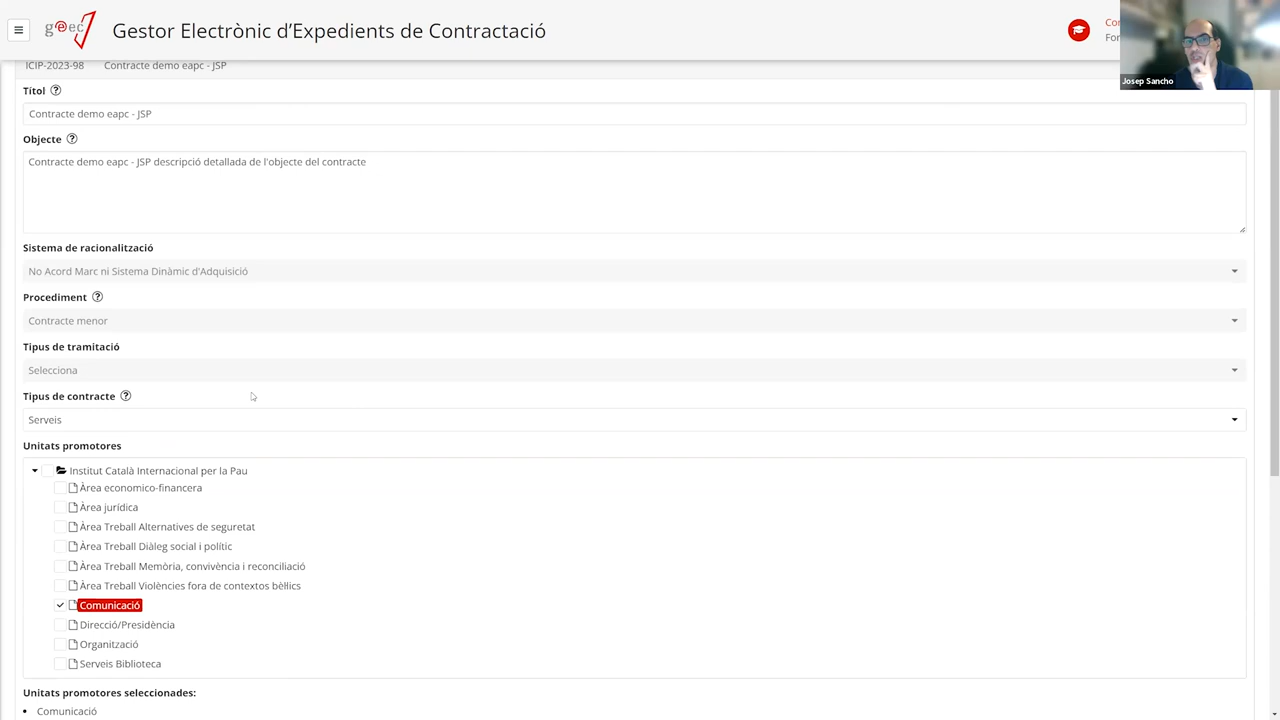 geec
Gestor Electrònic d'Expedients de Contractació
Josep Sancho
ICIP-2023-98 Contracte demo eapc - JSP
Títol
Contracte demo eapc - JSP
Objecte
Contracte demo eapc - JSP descripció detallada de l'objecte del contracte
Sistema de racionalització
No Acord Marc ni Sistema Dinàmic d'Adquisició
Procediment
Contracte menor
Tipus de tramitació
Selecciona
Tipus de contracte
Serveis
Unitats promotores
Institut Català Internacional per la Pau
Àrea economico-financera
Àrea jurídica
Àrea Treball Alternatives de seguretat
Àrea Treball Diàleg social i polític
Àrea Treball Memòria, convivència i reconciliació
Àrea Treball Violències fora de contextos bèl·lics
Comunicació
Direcció/Presidència
Organització
Serveis Biblioteca
Unitats promotores seleccionades:
Comunicació